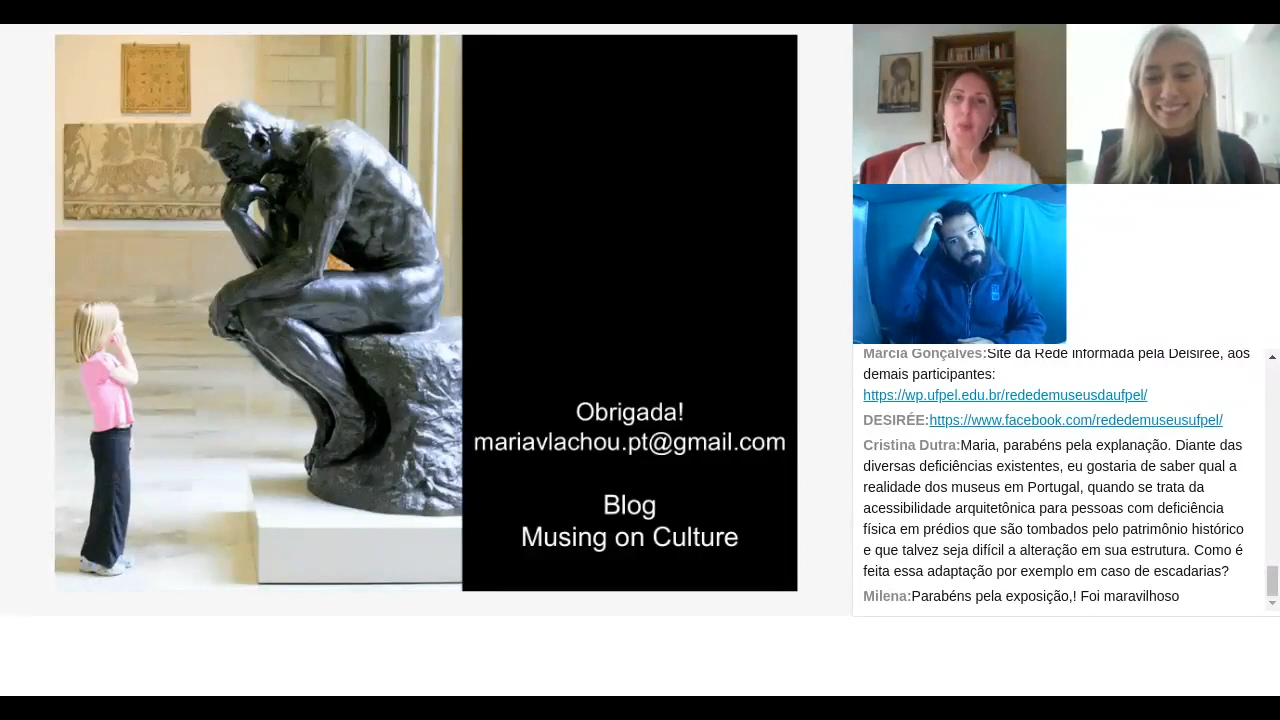 Obrigada!
mariavlachou.pt@gmail.com
Blog
Musing on Culture
Marcia Gonçalves:Site da Rede informada pela Deisirèe, aos
demais participantes:
https://wp.ufpel.edu.br/rededemuseusdaufpel/
DESIRÉE:https://www.facebook.com/rededemuseusufpel/
Cristina Dutra:Maria, parabéns pela explanação. Diante das
diversas deficiências existentes, eu gostaria de saber qual a
realidade dos museus em Portugal, quando se trata da
acessibilidade arquitetônica para pessoas com deficiência
física em prédios que são tombados pelo patrimônio histórico
e que talvez seja difícil a alteração em sua estrutura. Como é
feita essa adaptação por exemplo em caso de escadarias?
Milena:Parabéns pela exposição,! Foi maravilhoso